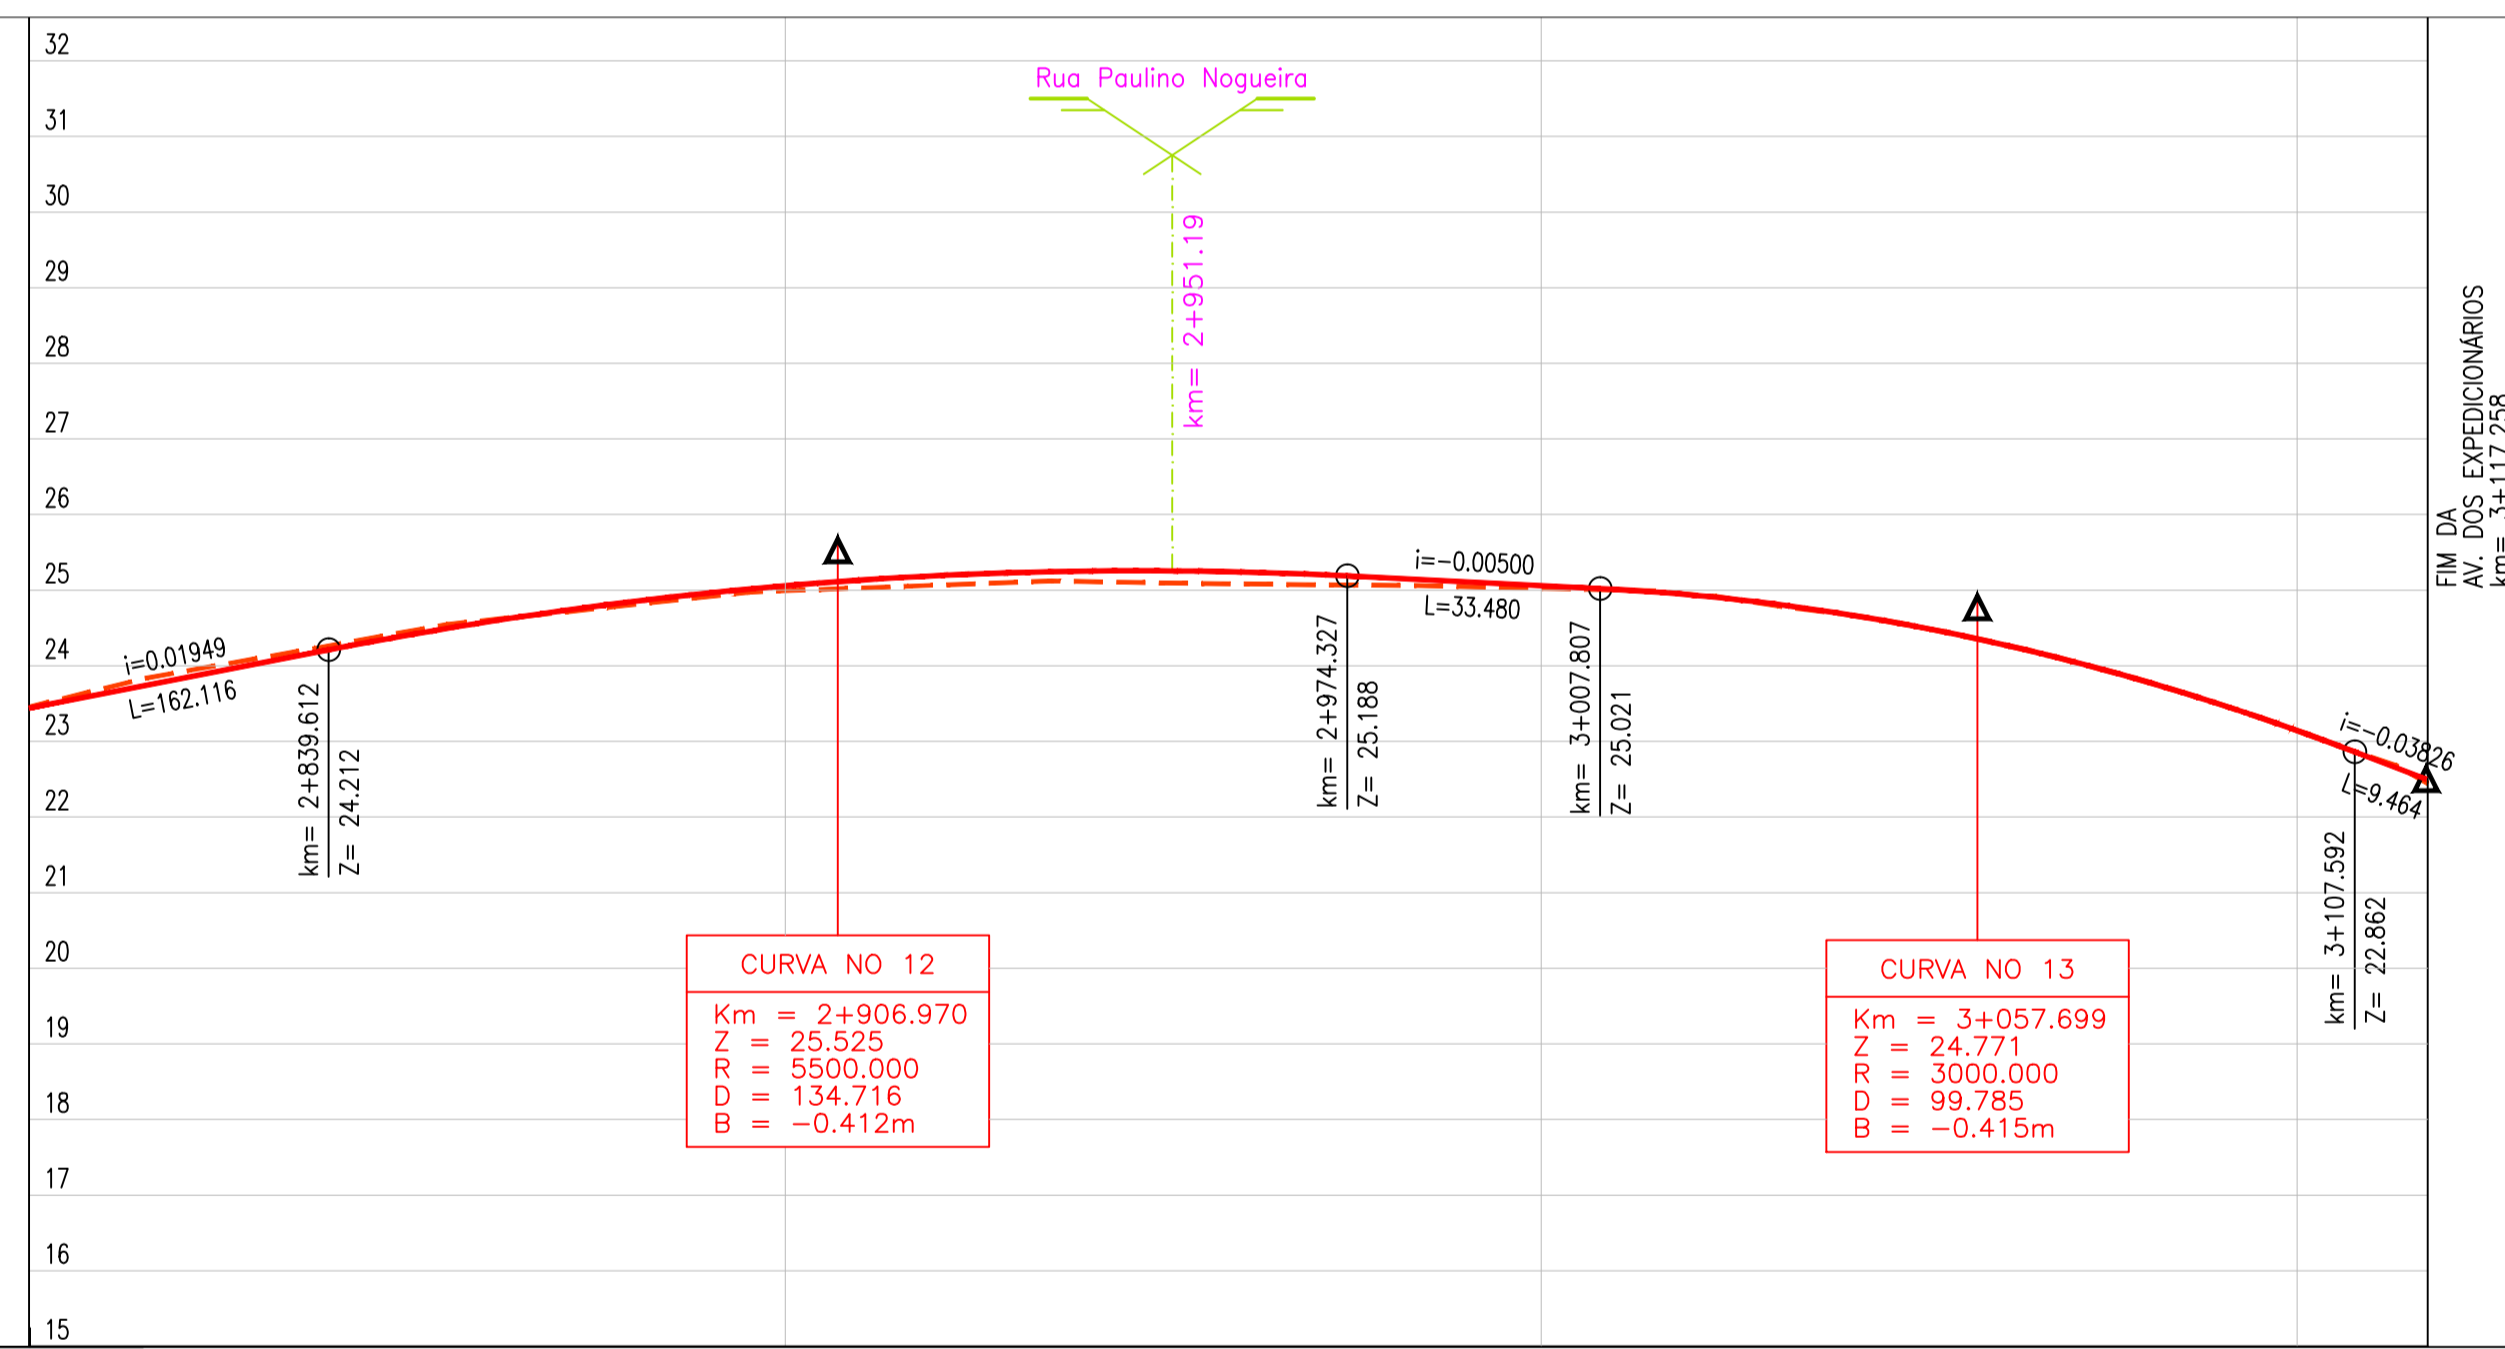 32
31
30
29
28
27
26
25
24
23
22
21
20
19
18
17
16
15
Rua Paulino Nogueira
km= 2+951.19
i=0.01949
L=162.116
km= 2+839.612
Z= 24.212
CURVA NO 12
Km = 2+906.970
Z = 25.525
R = 5500.000
D = 134.716
B = -0.412m
km= 2+974.327
Z= 25.188
i=-0.00500
L=33.480
km= 3+007.807
Z= 25.021
CURVA NO 13
Km = 3+057.699
Z = 24.771
R = 3000.000
D = 99.785
B = -0.415m
i=-0.03826
L=9.464
km= 3+107.592
Z= 22.862
FIM DA
AV. DOS EXPEDICIONÁRIOS
km= 3+117.258